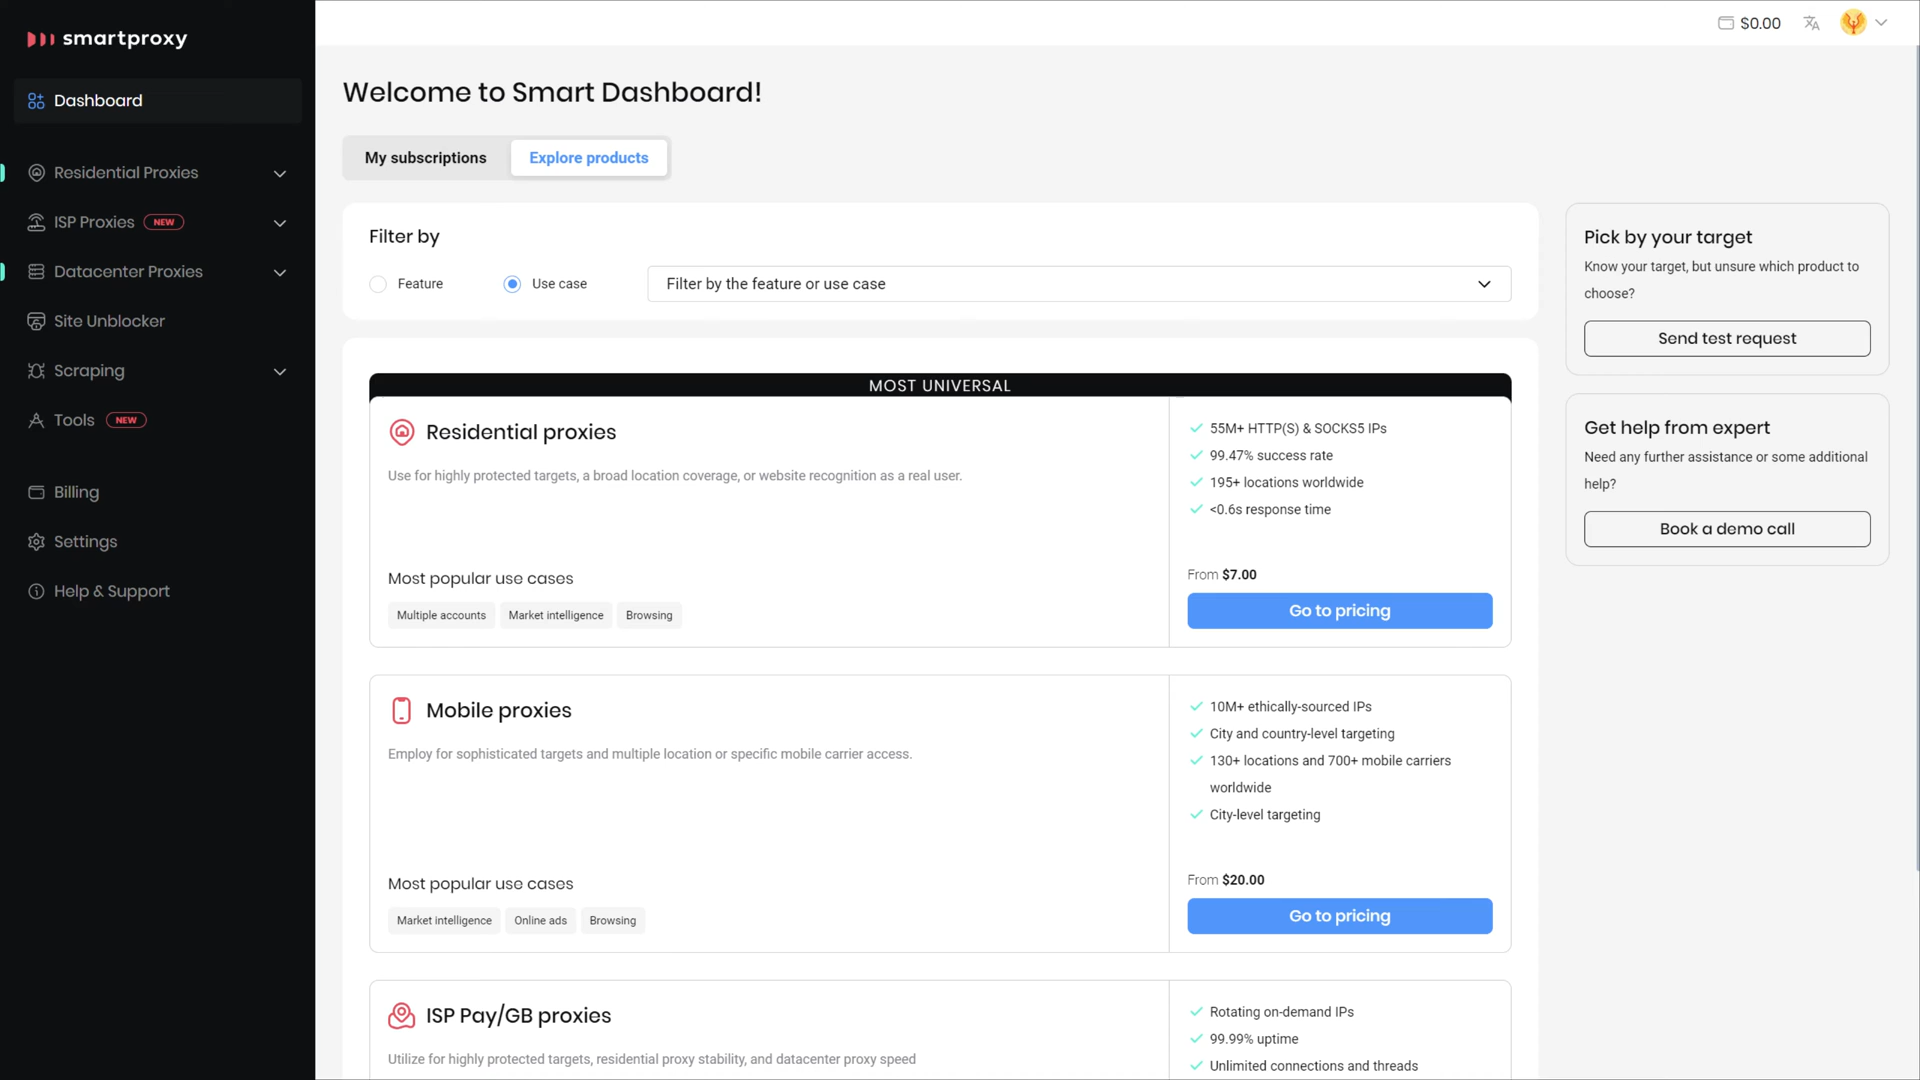 smartproxy
Dashboard
Residential Proxies
ISP Proxies NEW
Datacenter Proxies
Site Unblocker
Scraping
Tools NEW
Billing
Settings
Help & Support
$0.00
Welcome to Smart Dashboard!
My subscriptions
Explore products
Filter by
Feature
Use case
Filter by the feature or use case
MOST UNIVERSAL
Residential proxies
Use for highly protected targets, a broad location coverage, or website recognition as a real user.
Most popular use cases
Multiple accounts
Market intelligence
Browsing
55M+ HTTP(S) & SOCKS5 IPs
99.47% success rate
195+ locations worldwide
<0.6s response time
From $7.00
Go to pricing
Mobile proxies
Employ for sophisticated targets and multiple location or specific mobile carrier access.
Most popular use cases
Market intelligence
Online ads
Browsing
10M+ ethically-sourced IPs
City and country-level targeting
130+ locations and 700+ mobile carriers
worldwide
City-level targeting
From $20.00
Go to pricing
ISP Pay/GB proxies
Utilize for highly protected targets, residential proxy stability, and datacenter proxy speed
Rotating on-demand IPs
99.99% uptime
Unlimited connections and threads
Pick by your target
Know your target, but unsure which product to
choose?
Send test request
Get help from expert
Need any further assistance or some additional
help?
Book a demo call